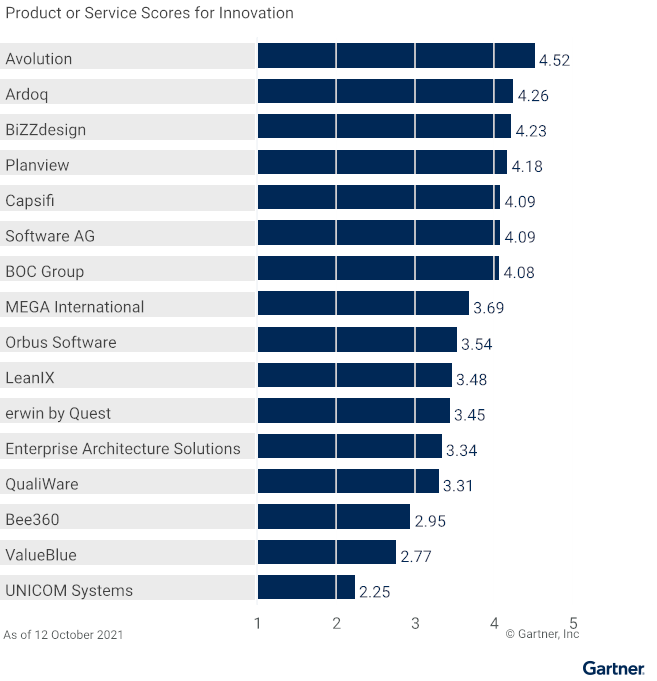 Product or Service Scores for Innovation
Avolution 4.52
Ardoq 4.26
BiZZdesign 4.23
Planview 4.18
Capsifi 4.09
Software AG 4.09
BOC Group 4.08
MEGA International 3.69
Orbus Software 3.54
LeanIX 3.48
erwin by Quest 3.45
Enterprise Architecture Solutions 3.34
QualiWare 3.31
Bee360 2.95
ValueBlue 2.77
UNICOM Systems 2.25
1 2 3 4 5
As of 12 October 2021 © Gartner, Inc
Gartner